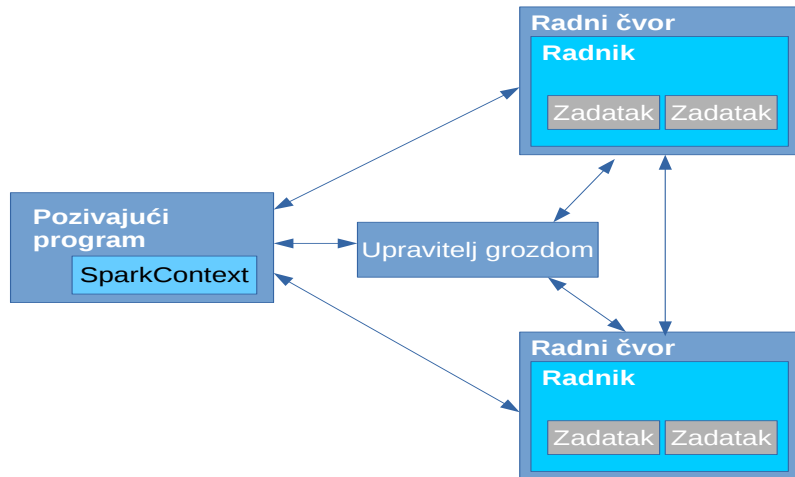 Radni čvor
Radnik
Zadatak Zadatak
Pozivajući
program
SparkContext
Upravitelj grozdom
Radni čvor
Radnik
Zadatak Zadatak